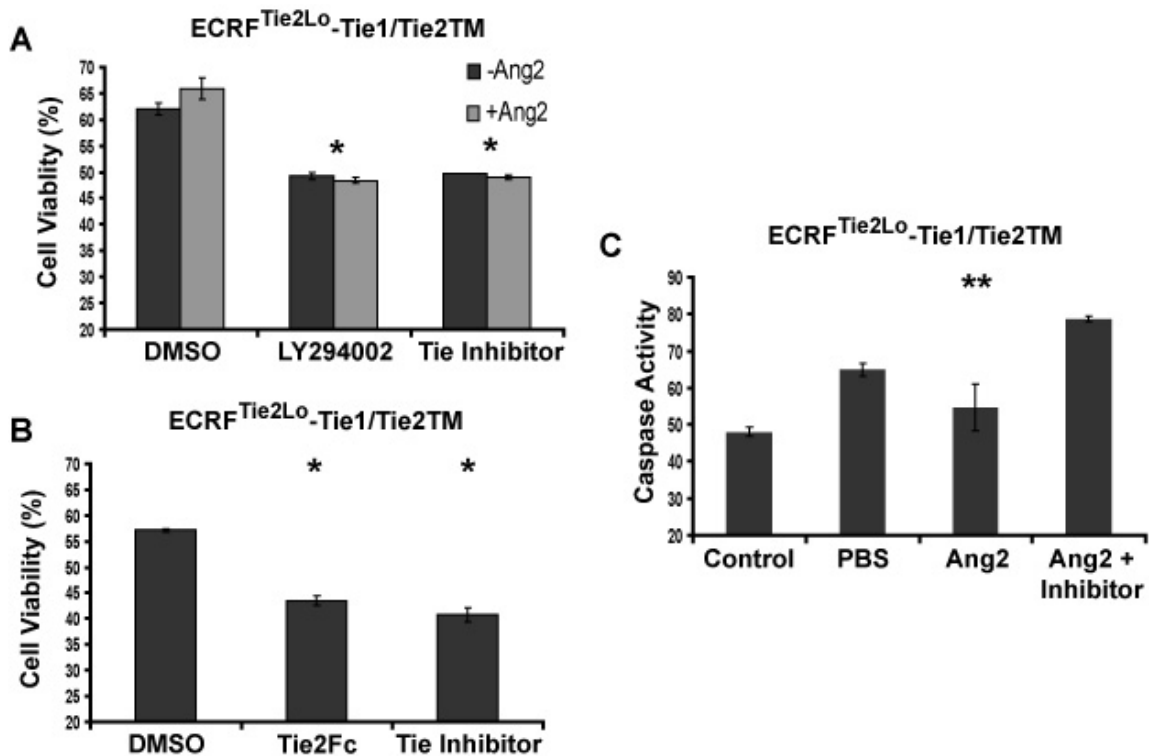 A
ECRFTie2Lo-Tie1/Tie2TM
Cell Viablity (%)
70
65
60
55
50
45
40
35
30
25
20
-Ang2
+Ang2
*
*
DMSO
LY294002
Tie Inhibitor
B
ECRFTie2Lo-Tie1/Tie2TM
Cell Viability (%)
70
65
60
55
50
45
40
35
30
25
20
*
*
DMSO
Tie2Fc
Tie Inhibitor
C
ECRFTie2Lo-Tie1/Tie2TM
Caspase Activity
90
80
70
60
50
40
30
20
**
Control
PBS
Ang2
Ang2 +
Inhibitor